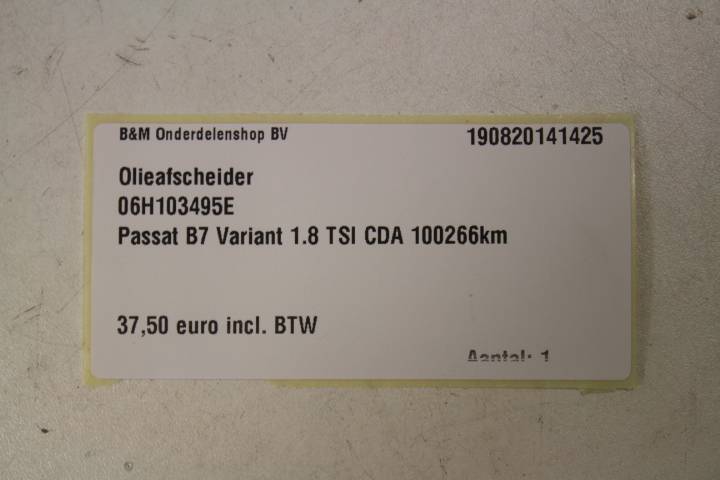 B&M Onderdelenshop BV 190820141425
Olieafscheider
06H103495E
Passat B7 Variant 1.8 TSI CDA 100266km
37,50 euro incl. BTW
Aantal: 1